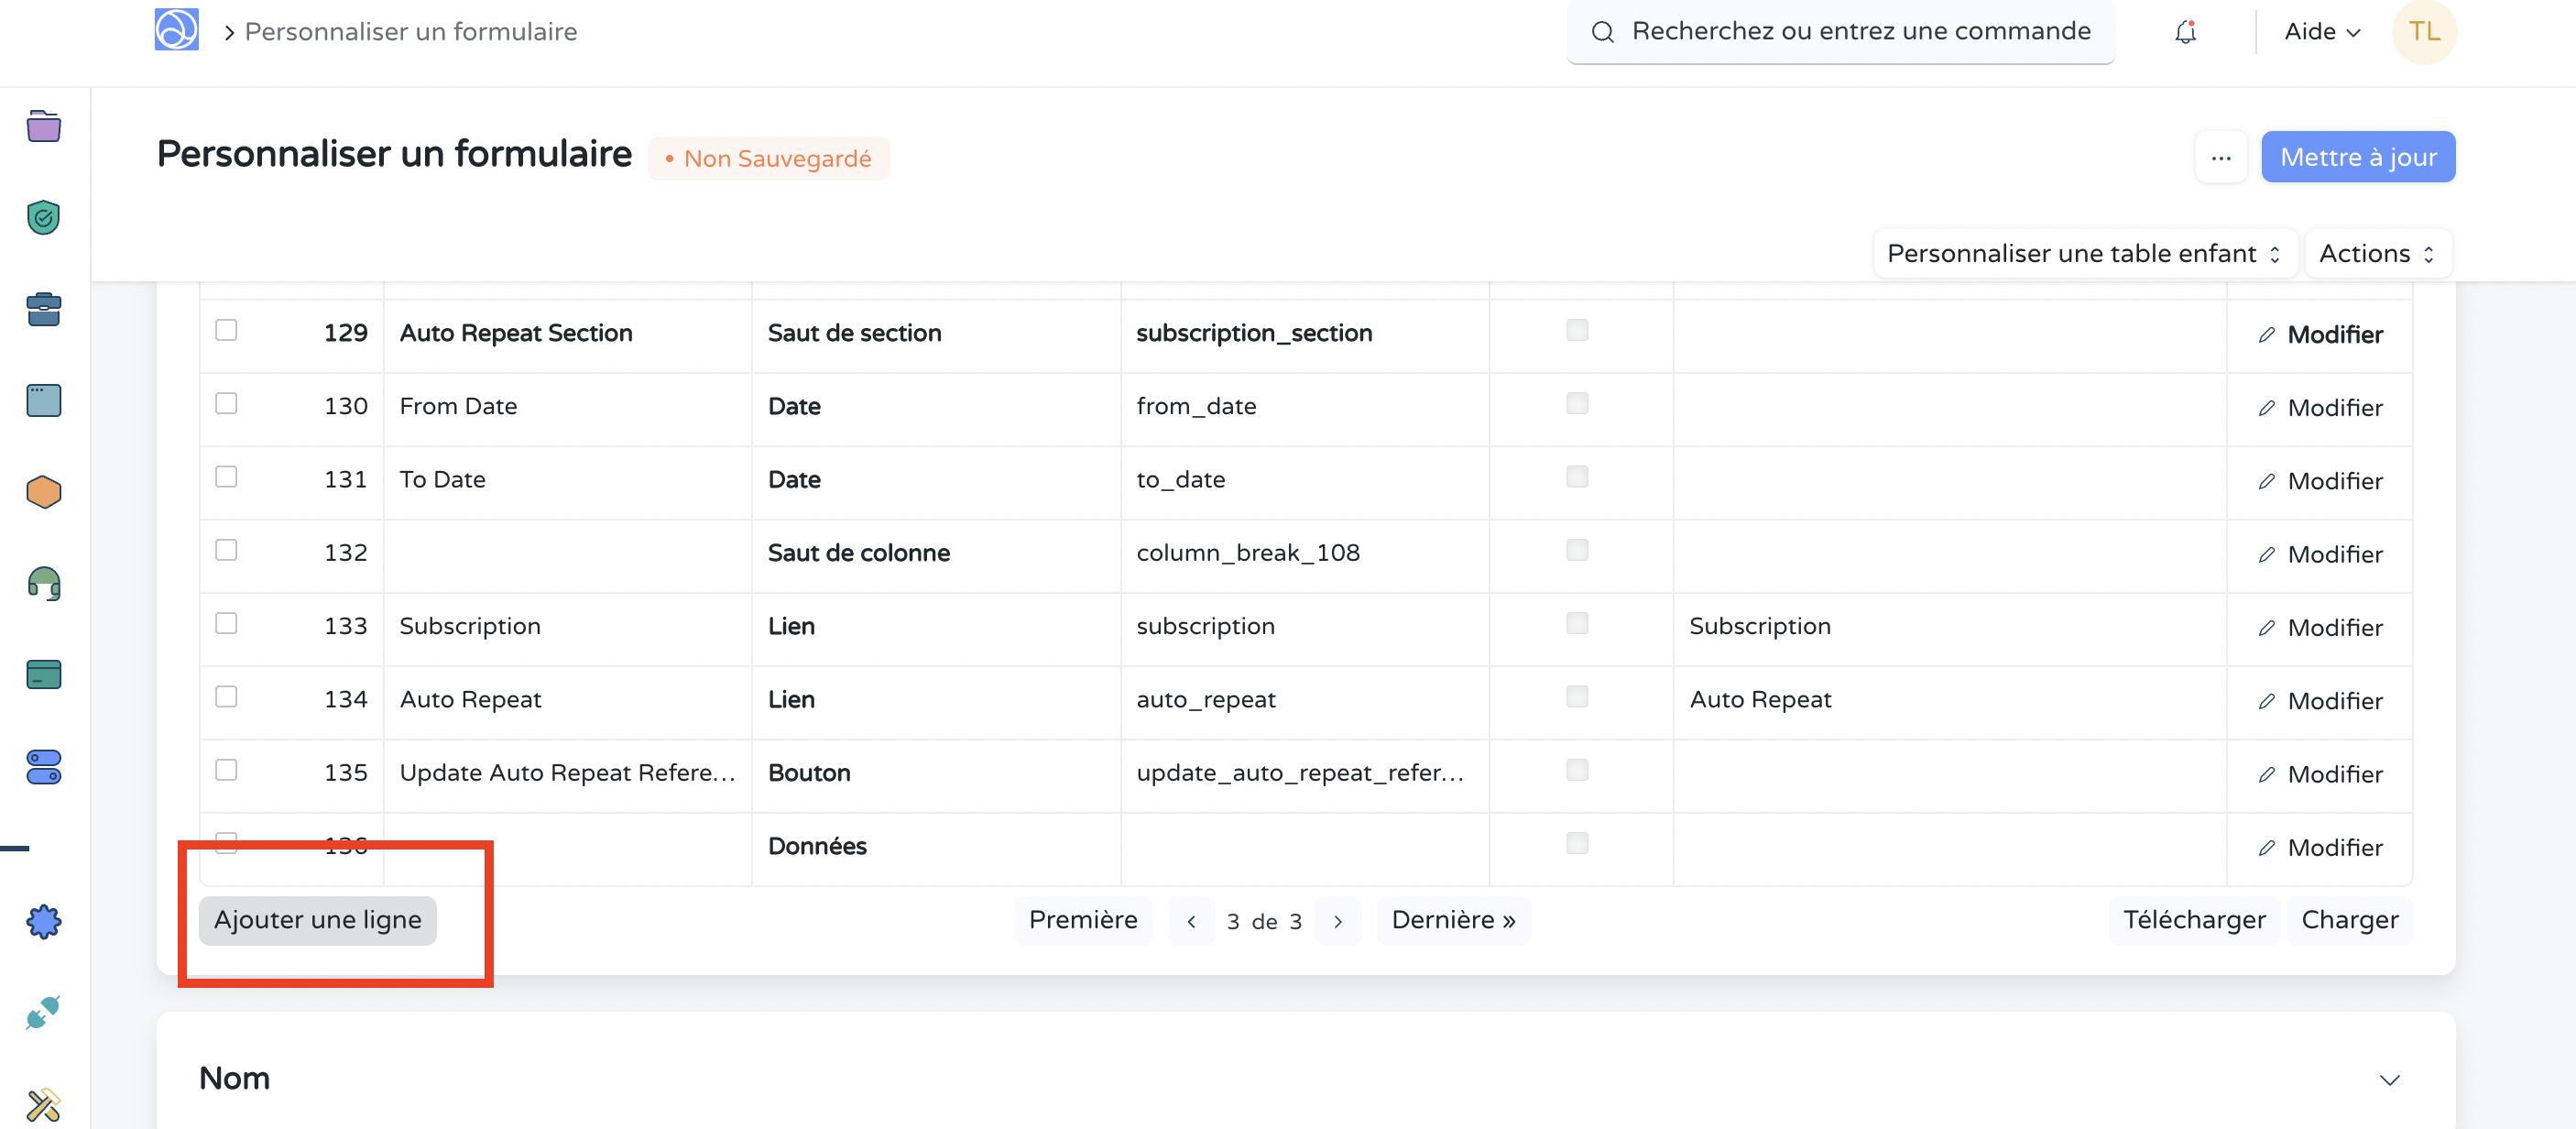 Personnaliser un formulaire
Recherchez ou entrez une commande
Aide
TL
Personnaliser un formulaire
Non Sauvegardé
...
Mettre à jour
Personnaliser une table enfant
Actions
129 Auto Repeat Section Saut de section subscription_section Modifier
130 From Date Date from_date Modifier
131 To Date Date to_date Modifier
132 Saut de colonne column_break_108 Modifier
133 Subscription Lien subscription Subscription Modifier
134 Auto Repeat Lien auto_repeat Auto Repeat Modifier
135 Update Auto Repeat Refere... Bouton update_auto_repeat_refer... Modifier
136 Données Modifier
Ajouter une ligne
Première ‹ 3 de 3 › Dernière »
Télécharger Charger
Nom